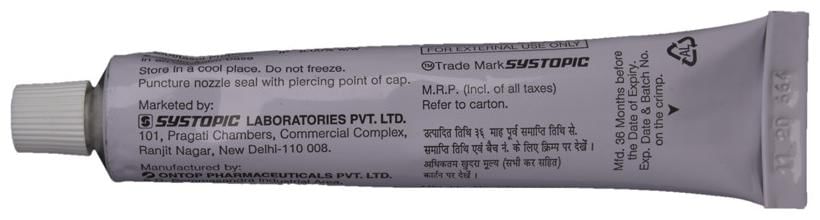 Store in a cool place. Do not freeze.
Puncture nozzle seal with piercing point of cap.
Marketed by:
SYSTOPIC LABORATORIES PVT. LTD.
101, Pragati Chambers, Commercial Complex,
Ranjit Nagar, New Delhi-110 008.
Manufactured by:
ONTOP PHARMACEUTICALS PVT. LTD.
FOR EXTERNAL USE ONLY
TM Trade Mark SYSTOPIC
M.R.P. (Incl. of all taxes)
Refer to carton.
उत्पादित तिथि ३६ माह पूर्व समाप्ति तिथि से.
समाप्ति तिथि एवं बैच नं. के लिए क्रिम्प पर देखें।
अधिकतम खुदरा मूल्य (सभी कर सहित)
कार्टन पर देखें।
Mfd. 36 Months before
the Date of Expiry.
Exp. Date & Batch No.
on the crimp.
AL